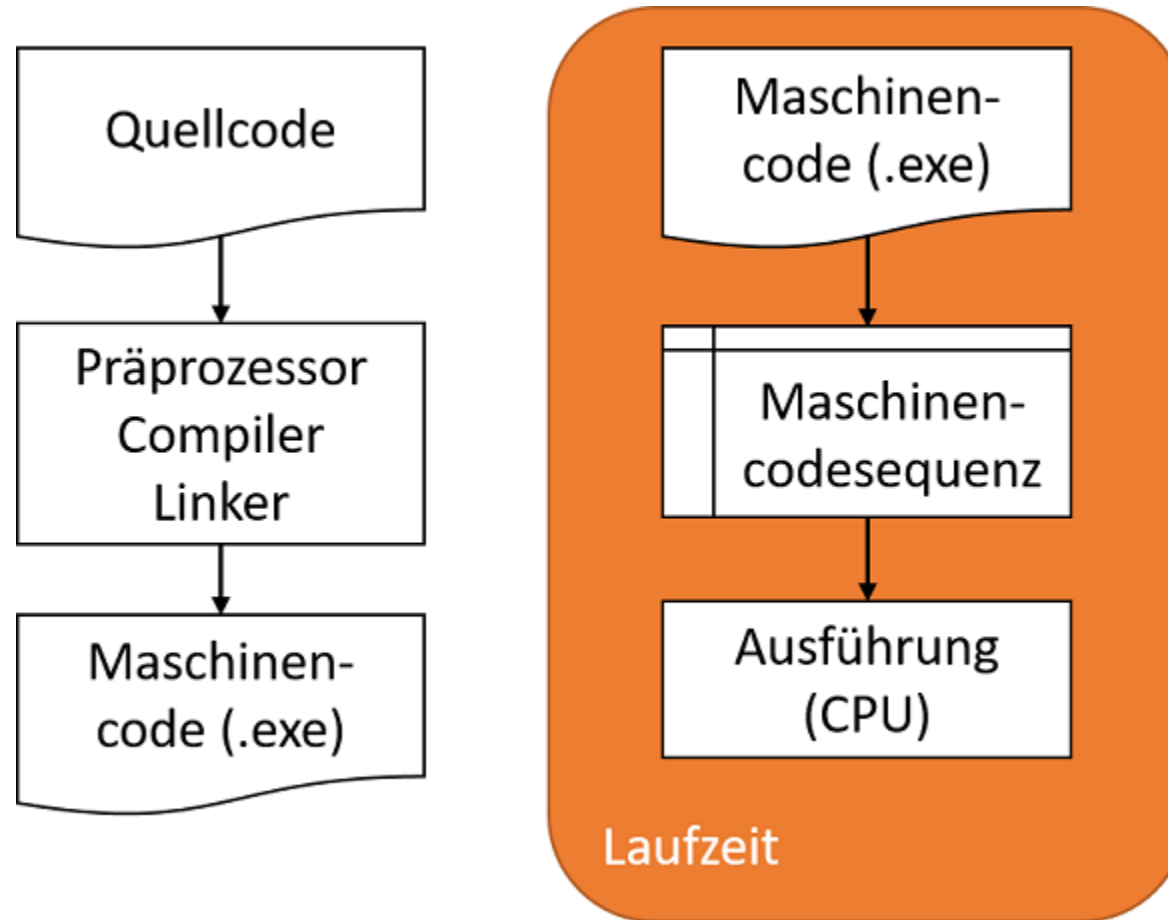 Quellcode
Präprozessor
Compiler
Linker
Maschinen-
code (.exe)
Maschinen-
code (.exe)
Maschinen-
codesequenz
Ausführung
(CPU)
Laufzeit